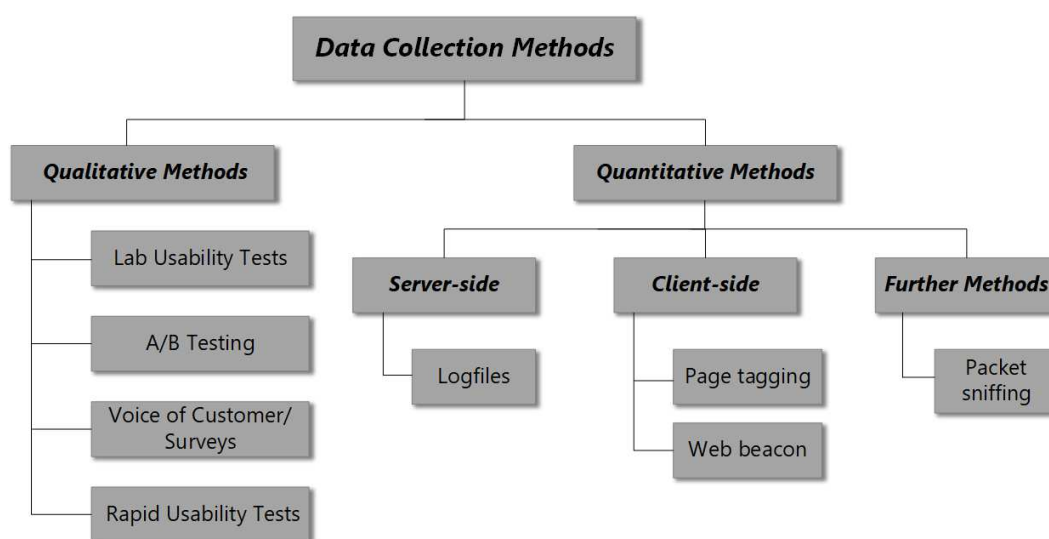 Data Collection Methods
Qualitative Methods
Quantitative Methods
Lab Usability Tests
A/B Testing
Voice of Customer/
Surveys
Rapid Usability Tests
Server-side
Client-side
Further Methods
Logfiles
Page tagging
Web beacon
Packet
sniffing